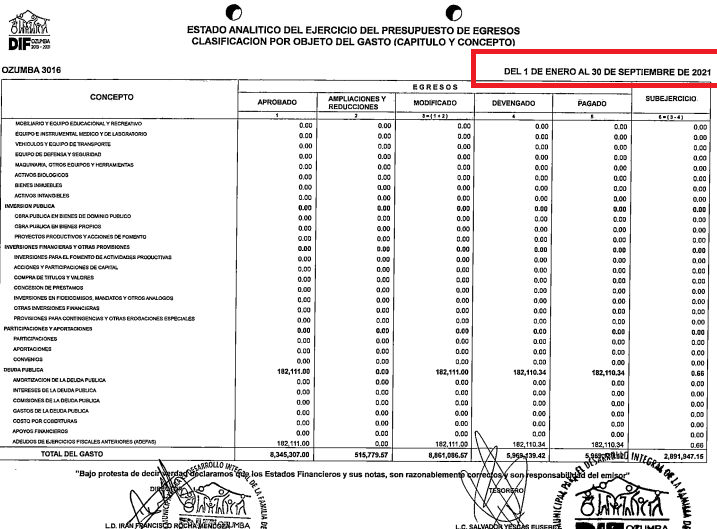 DIF OZUMBA
2019 - 2021
ESTADO ANALITICO DEL EJERCICIO DEL PRESUPUESTO DE EGRESOS
CLASIFICACION POR OBJETO DEL GASTO (CAPITULO Y CONCEPTO)
OZUMBA 3016 DEL 1 DE ENERO AL 30 DE SEPTIEMBRE DE 2021
EGRESOS
CONCEPTO APROBADO AMPLIACIONES Y REDUCCIONES MODIFICADO DEVENGADO PAGADO SUBEJERCICIO
1 2 3=(1+2) 4 5 6=(3-4)
MOBILIARIO Y EQUIPO EDUCACIONAL Y RECREATIVO 0.00 0.00 0.00 0.00 0.00 0.00
EQUIPO E INSTRUMENTAL MEDICO Y DE LABORATORIO 0.00 0.00 0.00 0.00 0.00 0.00
VEHICULOS Y EQUIPO DE TRANSPORTE 0.00 0.00 0.00 0.00 0.00 0.00
EQUIPO DE DEFENSA Y SEGURIDAD 0.00 0.00 0.00 0.00 0.00 0.00
MAQUINARIA, OTROS EQUIPOS Y HERRAMIENTAS 0.00 0.00 0.00 0.00 0.00 0.00
ACTIVOS BIOLOGICOS 0.00 0.00 0.00 0.00 0.00 0.00
BIENES INMUEBLES 0.00 0.00 0.00 0.00 0.00 0.00
ACTIVOS INTANGIBLES 0.00 0.00 0.00 0.00 0.00 0.00
INVERSION PUBLICA 0.00 0.00 0.00 0.00 0.00 0.00
OBRA PUBLICA EN BIENES DE DOMINIO PUBLICO 0.00 0.00 0.00 0.00 0.00 0.00
OBRA PUBLICA EN BIENES PROPIOS 0.00 0.00 0.00 0.00 0.00 0.00
PROYECTOS PRODUCTIVOS Y ACCIONES DE FOMENTO 0.00 0.00 0.00 0.00 0.00 0.00
INVERSIONES FINANCIERAS Y OTRAS PROVISIONES 0.00 0.00 0.00 0.00 0.00 0.00
INVERSIONES PARA EL FOMENTO DE ACTIVIDADES PRODUCTIVAS 0.00 0.00 0.00 0.00 0.00 0.00
ACCIONES Y PARTICIPACIONES DE CAPITAL 0.00 0.00 0.00 0.00 0.00 0.00
COMPRA DE TITULOS Y VALORES 0.00 0.00 0.00 0.00 0.00 0.00
CONCESION DE PRESTAMOS 0.00 0.00 0.00 0.00 0.00 0.00
INVERSIONES EN FIDEICOMISOS, MANDATOS Y OTROS ANALOGOS 0.00 0.00 0.00 0.00 0.00 0.00
OTRAS INVERSIONES FINANCIERAS 0.00 0.00 0.00 0.00 0.00 0.00
PROVISIONES PARA CONTINGENCIAS Y OTRAS EROGACIONES ESPECIALES 0.00 0.00 0.00 0.00 0.00 0.00
PARTICIPACIONES Y APORTACIONES 0.00 0.00 0.00 0.00 0.00 0.00
PARTICIPACIONES 0.00 0.00 0.00 0.00 0.00 0.00
APORTACIONES 0.00 0.00 0.00 0.00 0.00 0.00
CONVENIOS 0.00 0.00 0.00 0.00 0.00 0.00
DEUDA PUBLICA 182,111.00 0.00 182,111.00 182,110.34 182,110.34 0.66
AMORTIZACION DE LA DEUDA PUBLICA 0.00 0.00 0.00 0.00 0.00 0.00
INTERESES DE LA DEUDA PUBLICA 0.00 0.00 0.00 0.00 0.00 0.00
COMISIONES DE LA DEUDA PUBLICA 0.00 0.00 0.00 0.00 0.00 0.00
GASTOS DE LA DEUDA PUBLICA 0.00 0.00 0.00 0.00 0.00 0.00
COSTO POR COBERTURAS 0.00 0.00 0.00 0.00 0.00 0.00
APOYOS FINANCIEROS 0.00 0.00 0.00 0.00 0.00 0.00
ADEUDOS DE EJERCICIOS FISCALES ANTERIORES (ADEFAS) 182,111.00 0.00 182,111.00 182,110.34 182,110.34 0.66
TOTAL DEL GASTO 8,345,307.00 515,779.57 8,861,086.57 5,969,139.42 2,891,947.15
"Bajo protesta de decir verdad declaramos que los Estados Financieros y sus notas, son razonablemente correctos y son responsabilidad del emisor"
TESORERO
L.D. IRAN FRANCISCO ROCHA L.C. SALVADOR YESCAS EUSEBIO
OZUMBA